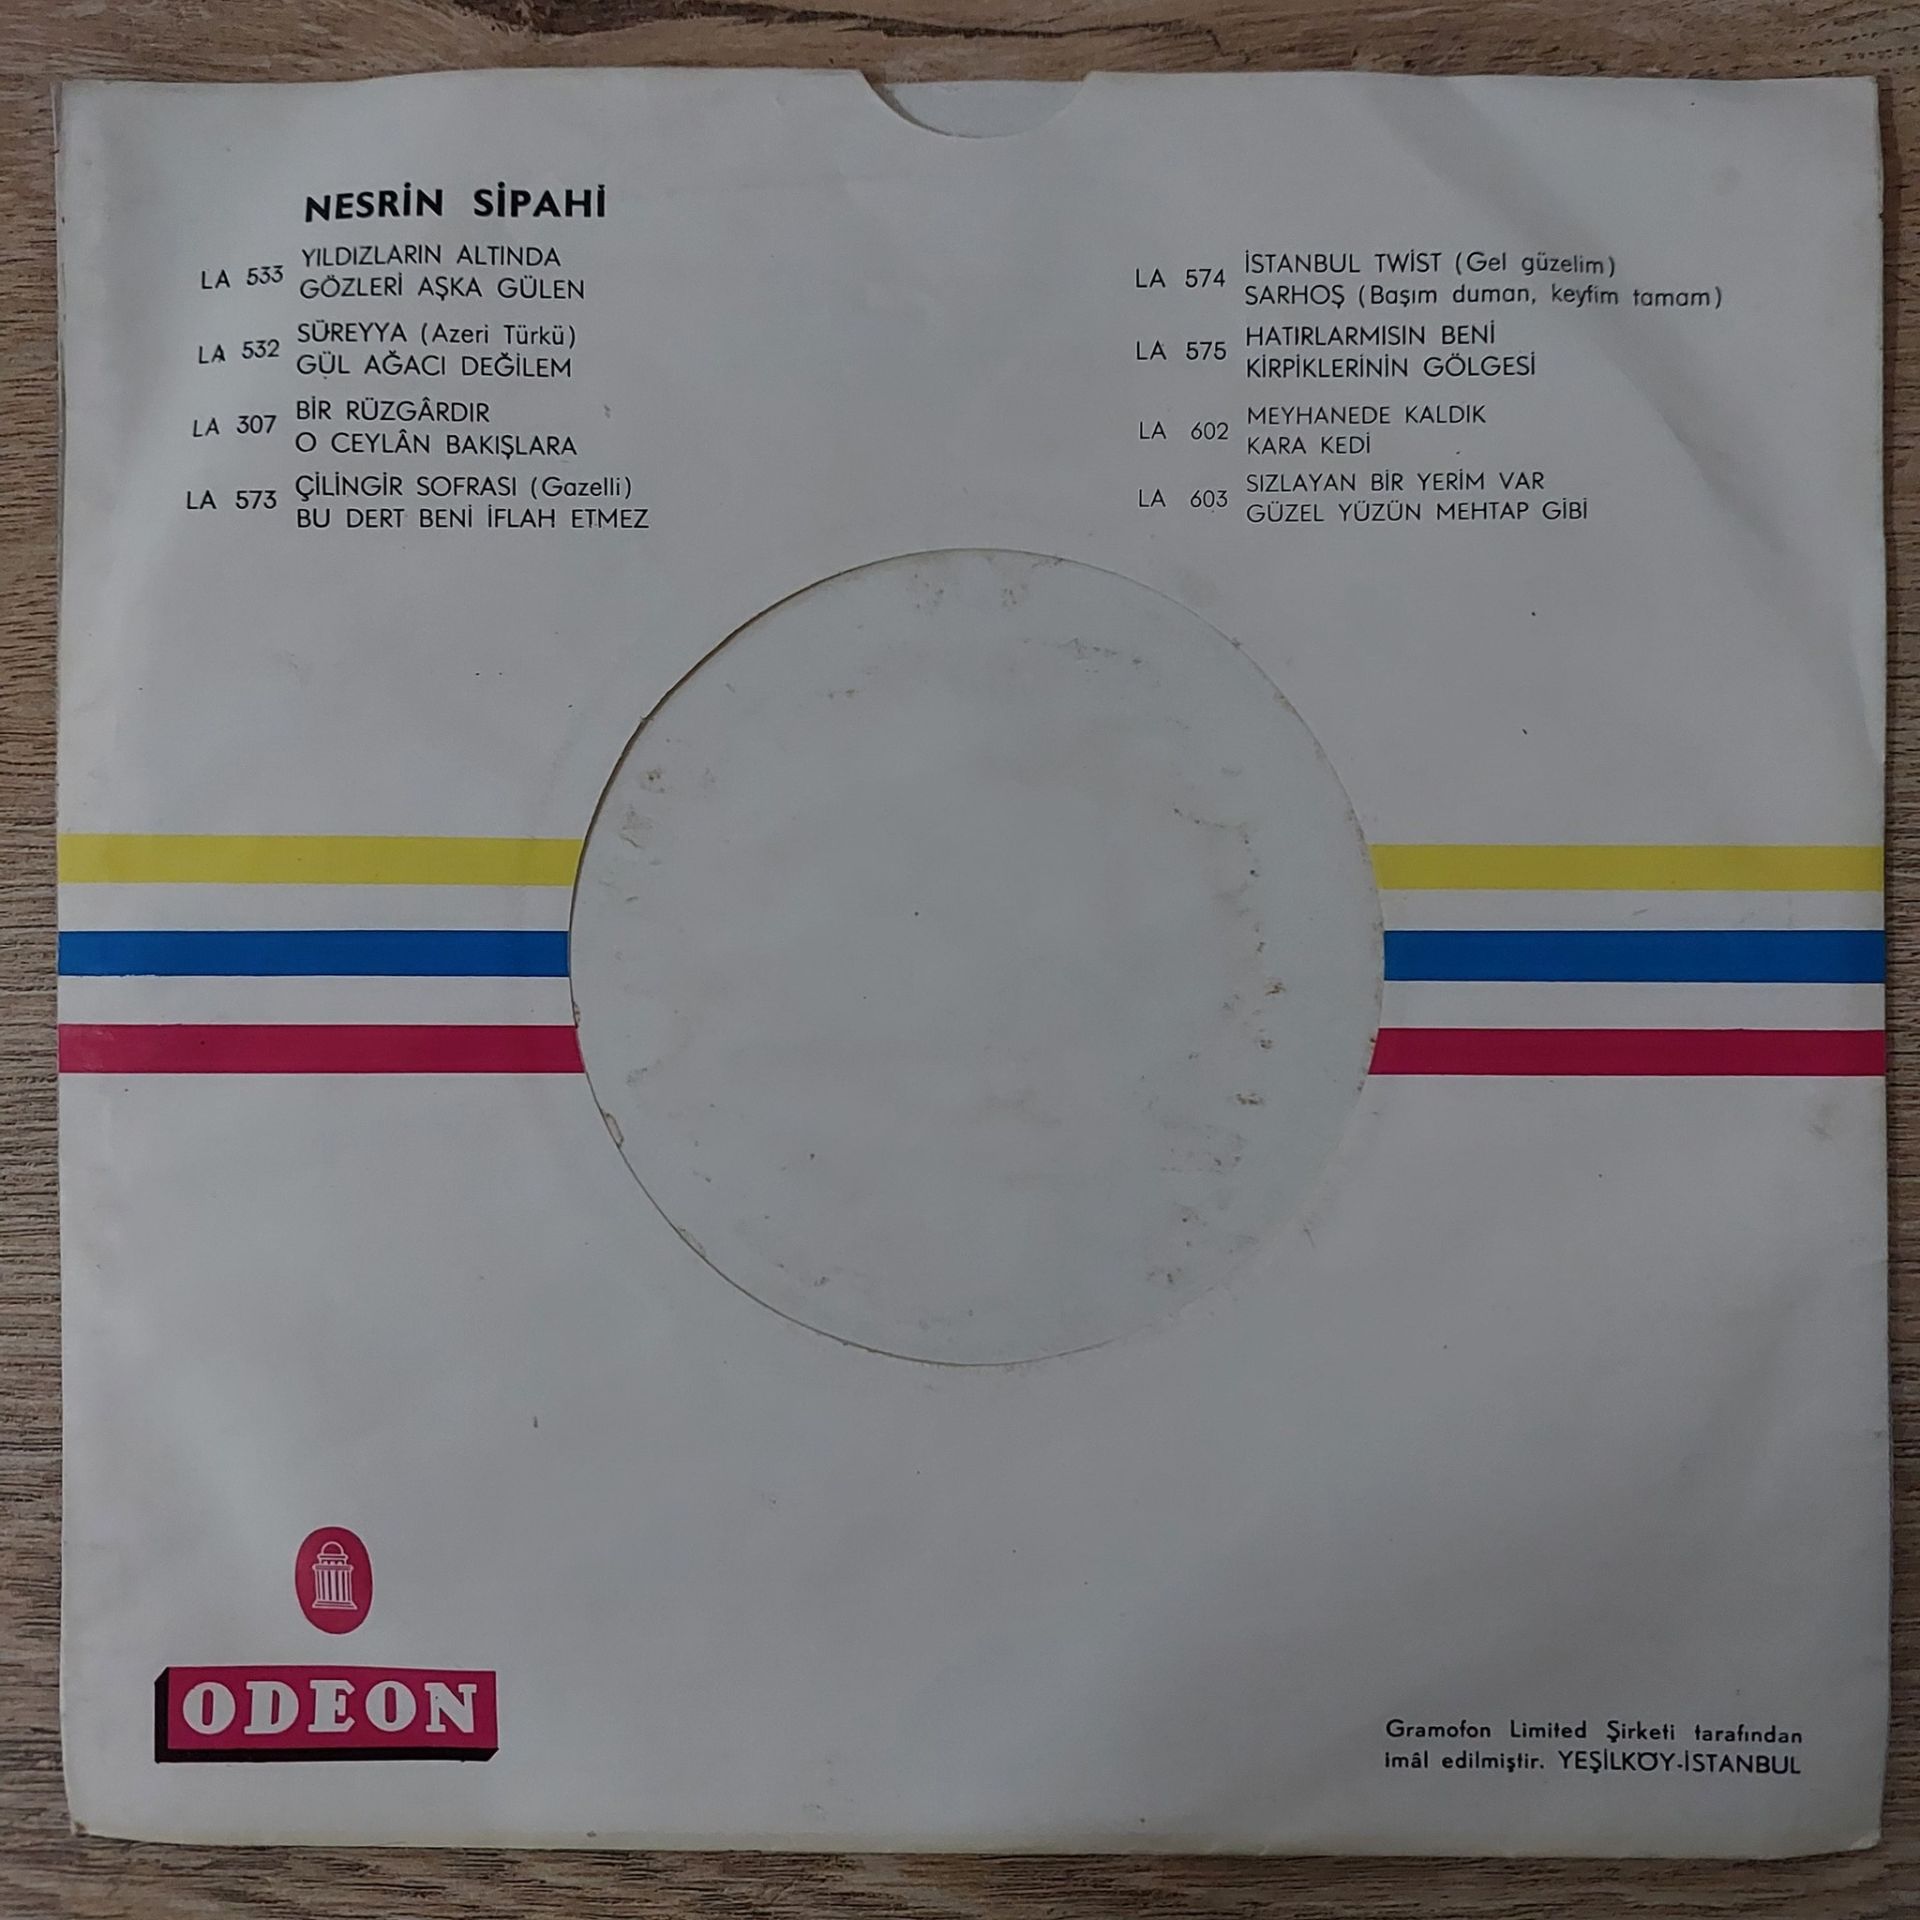 NESRİN SİPAHİ
LA 533 YILDIZLARIN ALTINDA
GÖZLERİ AŞKA GÜLEN
LA 532 SÜREYYA (Azeri Türkü)
GÜL AĞACI DEĞİLEM
LA 307 BİR RÜZGÂRDIR
O CEYLÂN BAKIŞLARA
LA 573 ÇİLİNGİR SOFRASI (Gazelli)
BU DERT BENİ İFLAH ETMEZ
LA 574 İSTANBUL TWİST (Gel güzelim)
SARHOŞ (Başım duman, keyfim tamam)
LA 575 HATIRLARMISIN BENİ
KİRPİKLERİNİN GÖLGESİ
LA 602 MEYHANEDE KALDIK
KARA KEDİ
LA 603 SIZLAYAN BİR YERİM VAR
GÜZEL YÜZÜN MEHTAP GİBİ
ODEON
Gramofon Limited Şirketi tarafından
imâl edilmiştir. YEŞİLKÖY-İSTANBUL